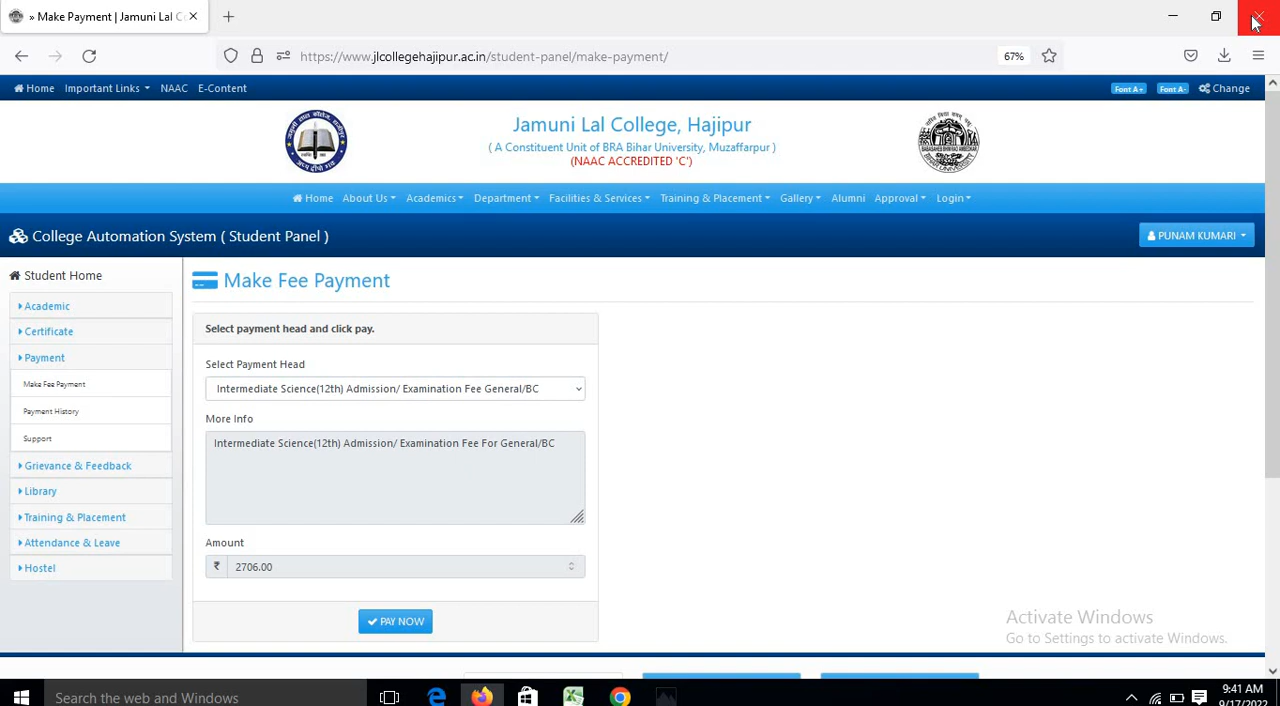 » Make Payment | Jamuni Lal C
https://www.jlcollegehajipur.ac.in/student-panel/make-payment/
67%
Home Important Links NAAC E-Content
Font A+ Font A- Change
Jamuni Lal College, Hajipur
( A Constituent Unit of BRA Bihar University, Muzaffarpur )
(NAAC ACCREDITED 'C')
Home About Us Academics Department Facilities & Services Training & Placement Gallery Alumni Approval Login
College Automation System ( Student Panel )
PUNAM KUMARI
Student Home
Academic
Certificate
Payment
Make Fee Payment
Payment History
Support
Grievance & Feedback
Library
Training & Placement
Attendance & Leave
Hostel
Make Fee Payment
Select payment head and click pay.
Select Payment Head
Intermediate Science(12th) Admission/ Examination Fee General/BC
More Info
Intermediate Science(12th) Admission/ Examination Fee For General/BC
Amount
₹ 2706.00
PAY NOW
Activate Windows
Go to Settings to activate Windows.
Search the web and Windows
9:41 AM
9/17/2022